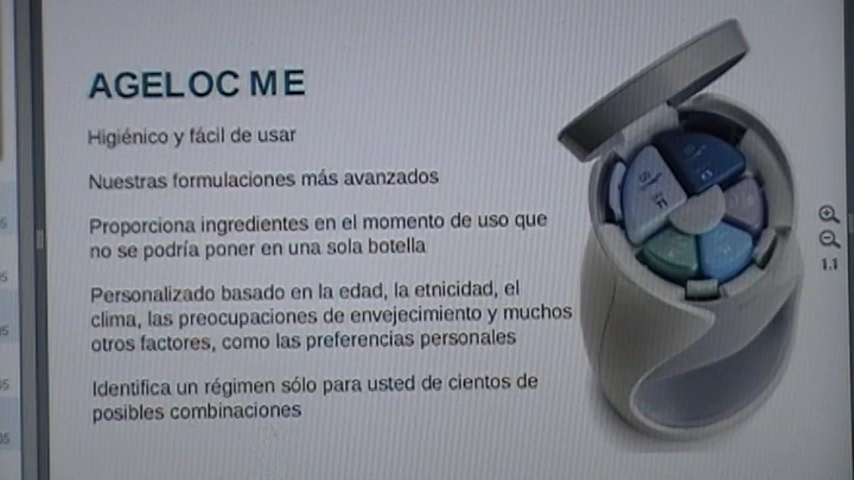 AGELOC ME
Higiénico y fácil de usar
Nuestras formulaciones más avanzados
Proporciona ingredientes en el momento de uso que
no se podría poner en una sola botella
Personalizado basado en la edad, la etnicidad, el
clima, las preocupaciones de envejecimiento y muchos
otros factores, como las preferencias personales
Identifica un régimen sólo para usted de cientos de
posibles combinaciones
1:1